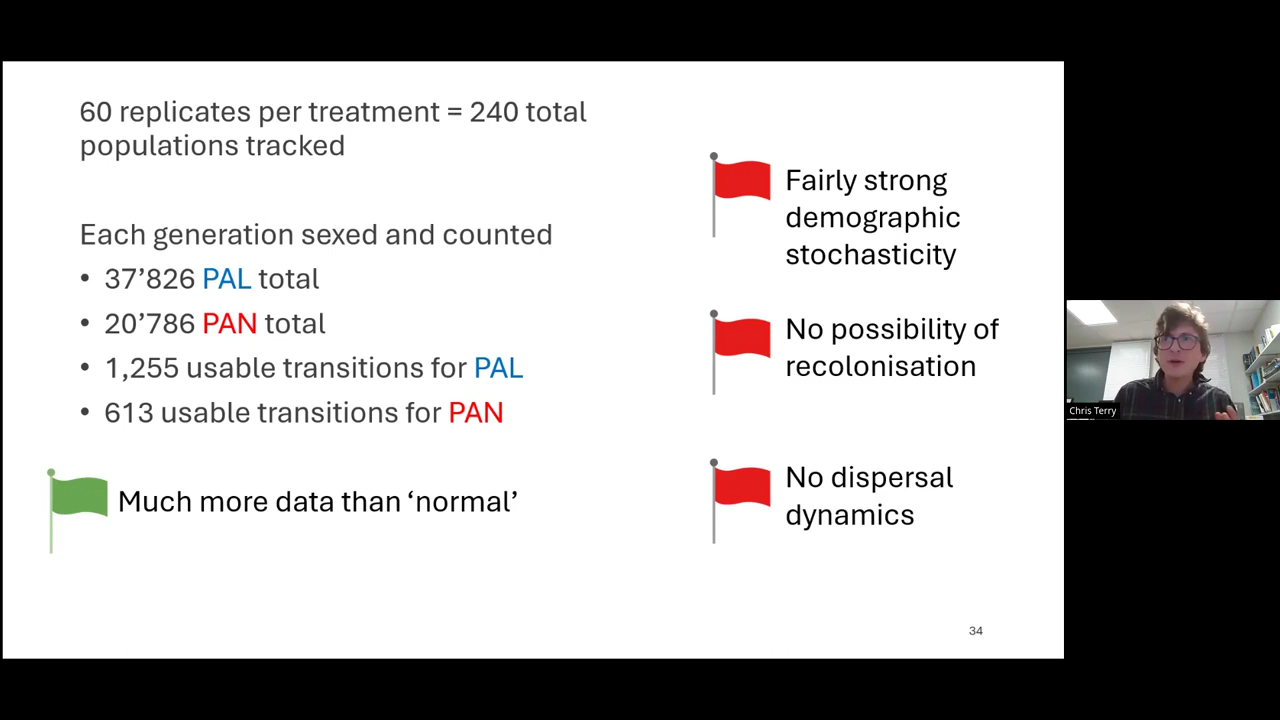 60 replicates per treatment = 240 total
populations tracked
Each generation sexed and counted
• 37’826 PAL total
• 20’786 PAN total
• 1,255 usable transitions for PAL
• 613 usable transitions for PAN
Much more data than ‘normal’
Fairly strong
demographic
stochasticity
No possibility of
recolonisation
No dispersal
dynamics
34
Chris Terry